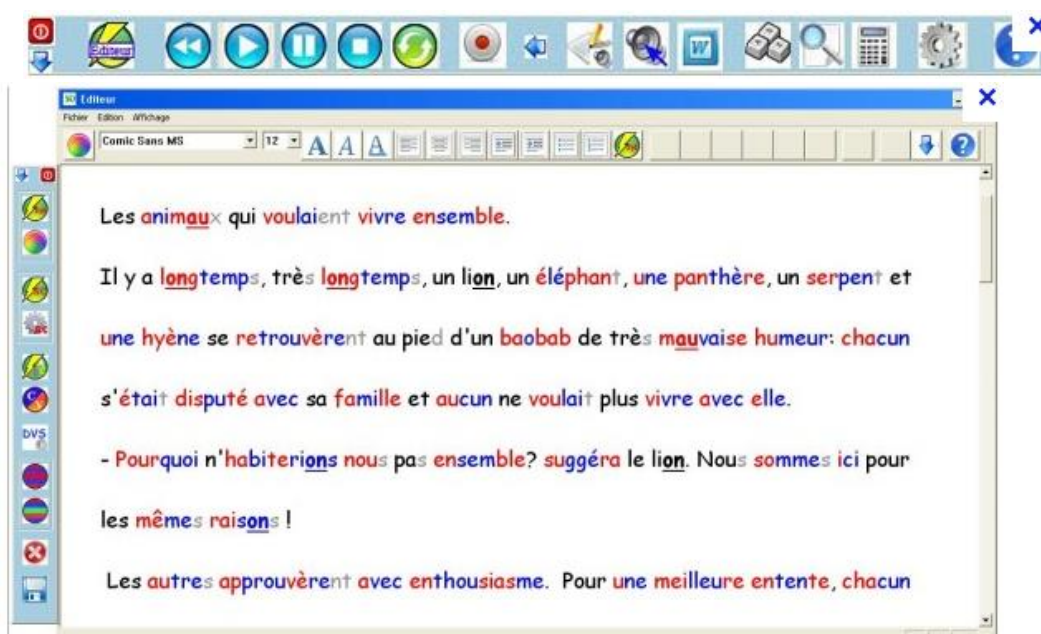 Editeur
Editeur
Fichier Edition Affichage
Comic Sans MS 12 A A A
Les animaux qui voulaient vivre ensemble.
Il y a longtemps, très longtemps, un lion, un éléphant, une panthère, un serpent et
une hyène se retrouvèrent au pied d'un baobab de très mauvaise humeur: chacun
s'était disputé avec sa famille et aucun ne voulait plus vivre avec elle.
DVS
- Pourquoi n'habiterions nous pas ensemble? suggéra le lion. Nous sommes ici pour
les mêmes raisons !
Les autres approuvèrent avec enthousiasme. Pour une meilleure entente, chacun